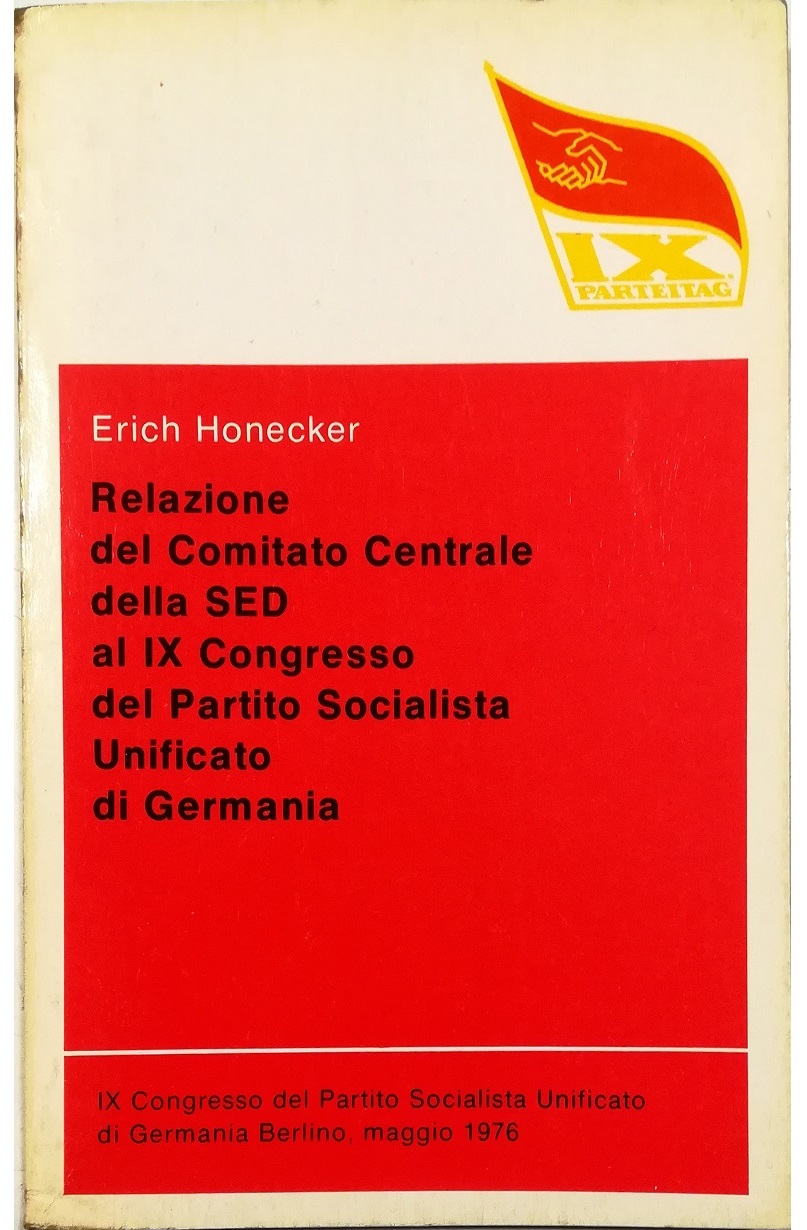 IX.
PARTEITAG
Erich Honecker
Relazione
del Comitato Centrale
della SED
al IX Congresso
del Partito Socialista
Unificato
di Germania
IX Congresso del Partito Socialista Unificato
di Germania Berlino, maggio 1976